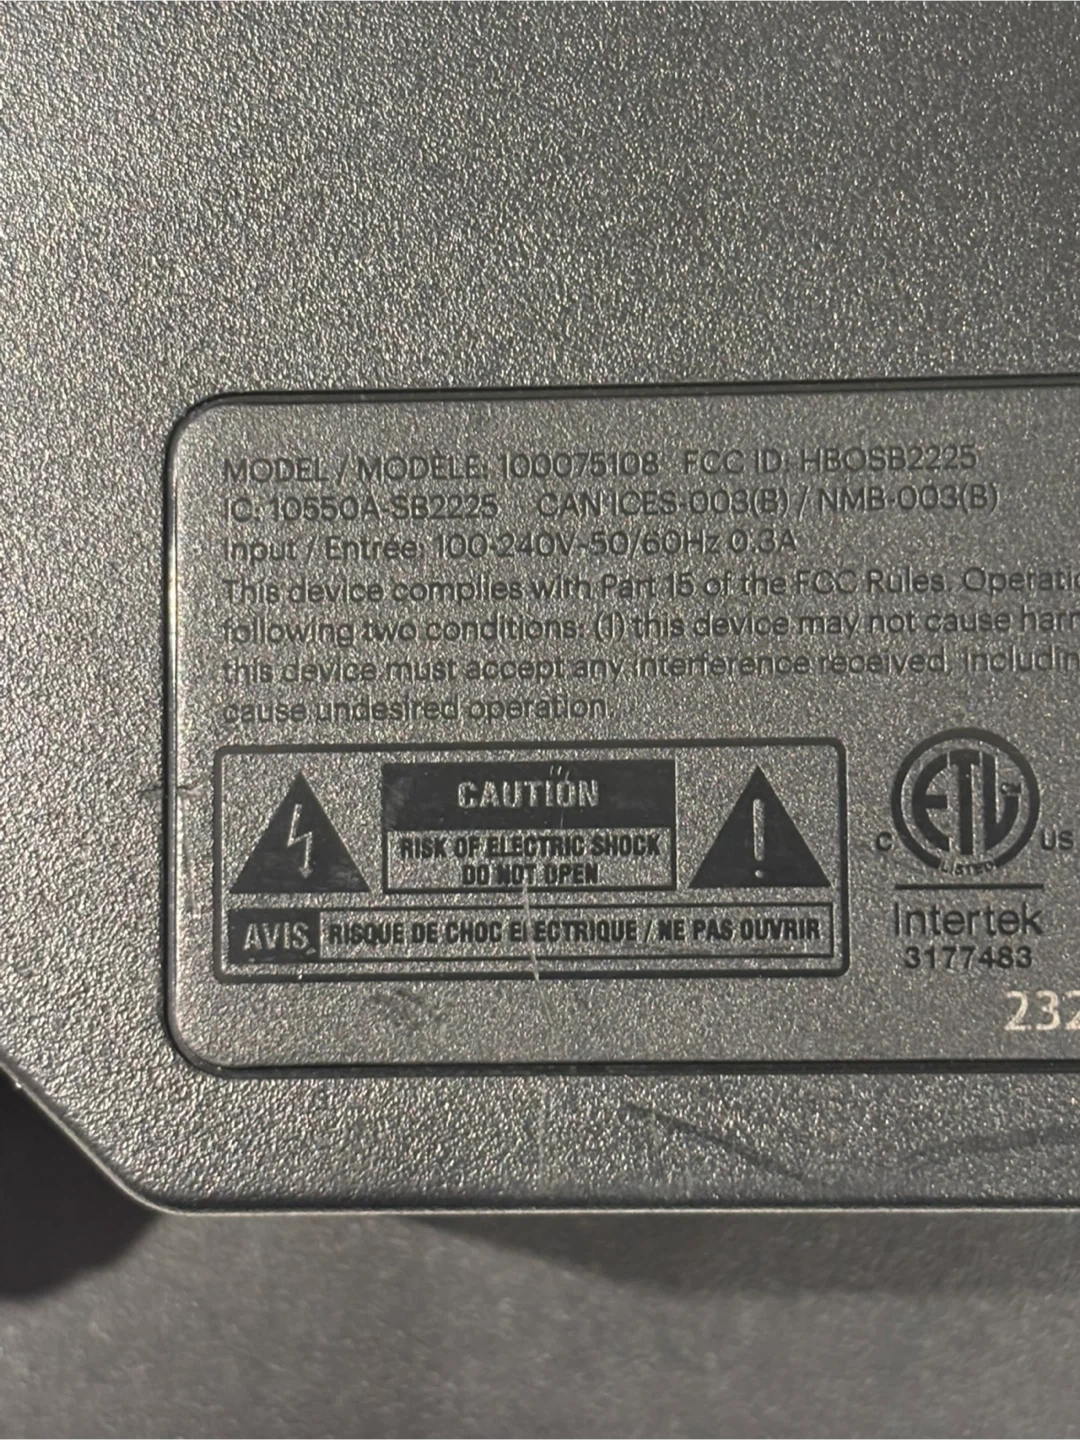 MODEL / MODÈLE: 100075108 FCC ID: HBOSB2225
IC: 10550A-SB2225 CAN ICES-003(B) / NMB-003(B)
Input / Entrée: 100-240V~50/60Hz 0.3A
This device complies with Part 15 of the FCC Rules. Operatio
following two conditions: (1) this device may not cause harm
this device must accept any interference received, includin
cause undesired operation.
CAUTION
RISK OF ELECTRIC SHOCK
DO NOT OPEN
AVIS RISQUE DE CHOC ELECTRIQUE / NE PAS OUVRIR
C ETL CM US
LISTED
Intertek
3177483
232